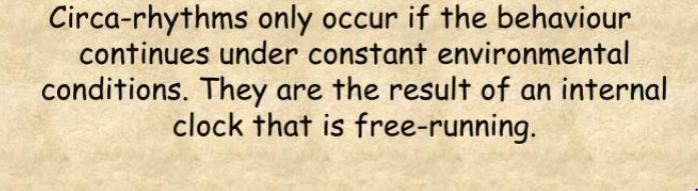 Circa-rhythms only occur if the behaviour
continues under constant environmental
conditions. They are the result of an internal
clock that is free-running.